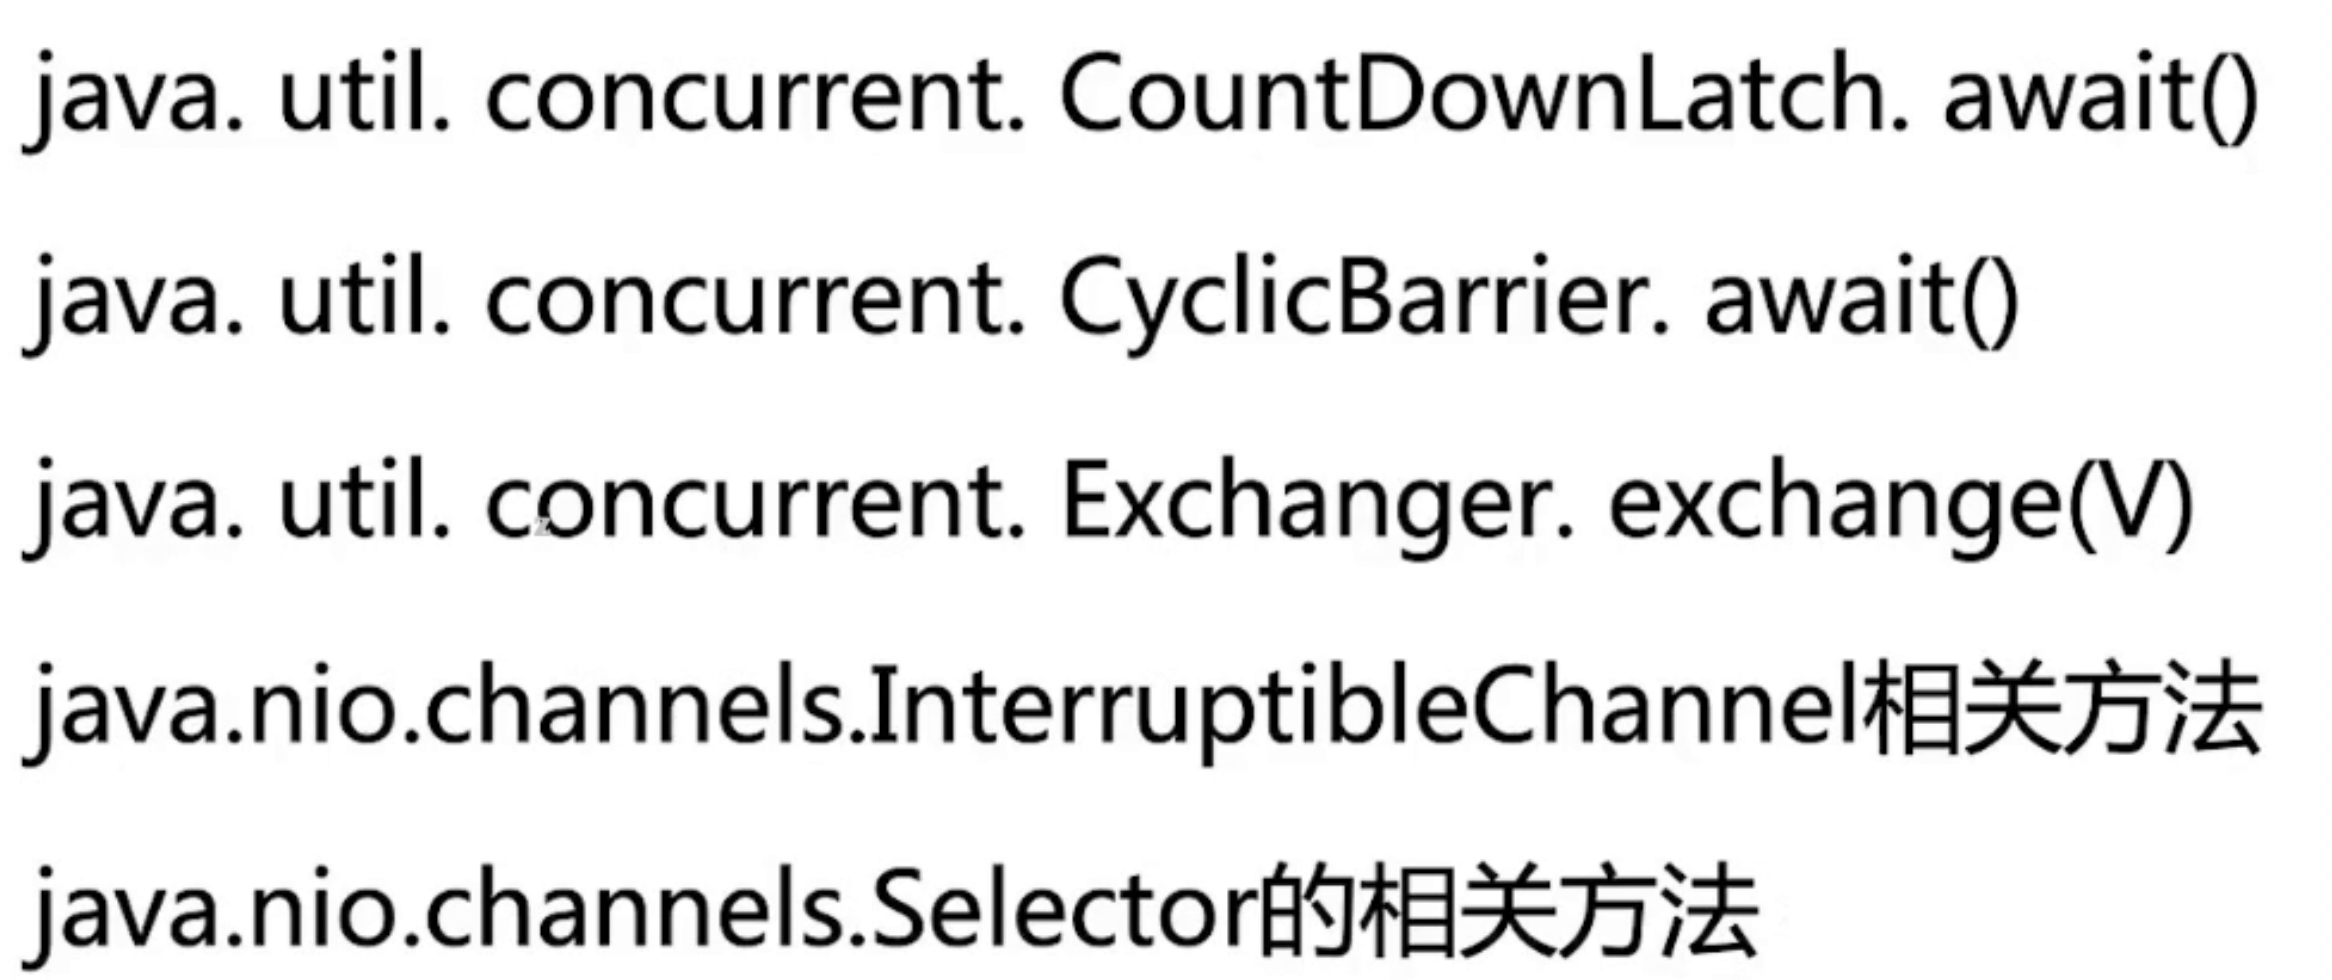 java. util. concurrent. CountDownLatch. await()
java. util. concurrent. CyclicBarrier. await()
java. util. concurrent. Exchanger. exchange(V)
java.nio.channels.InterruptibleChannel相关方法
java.nio.channels.Selector的相关方法